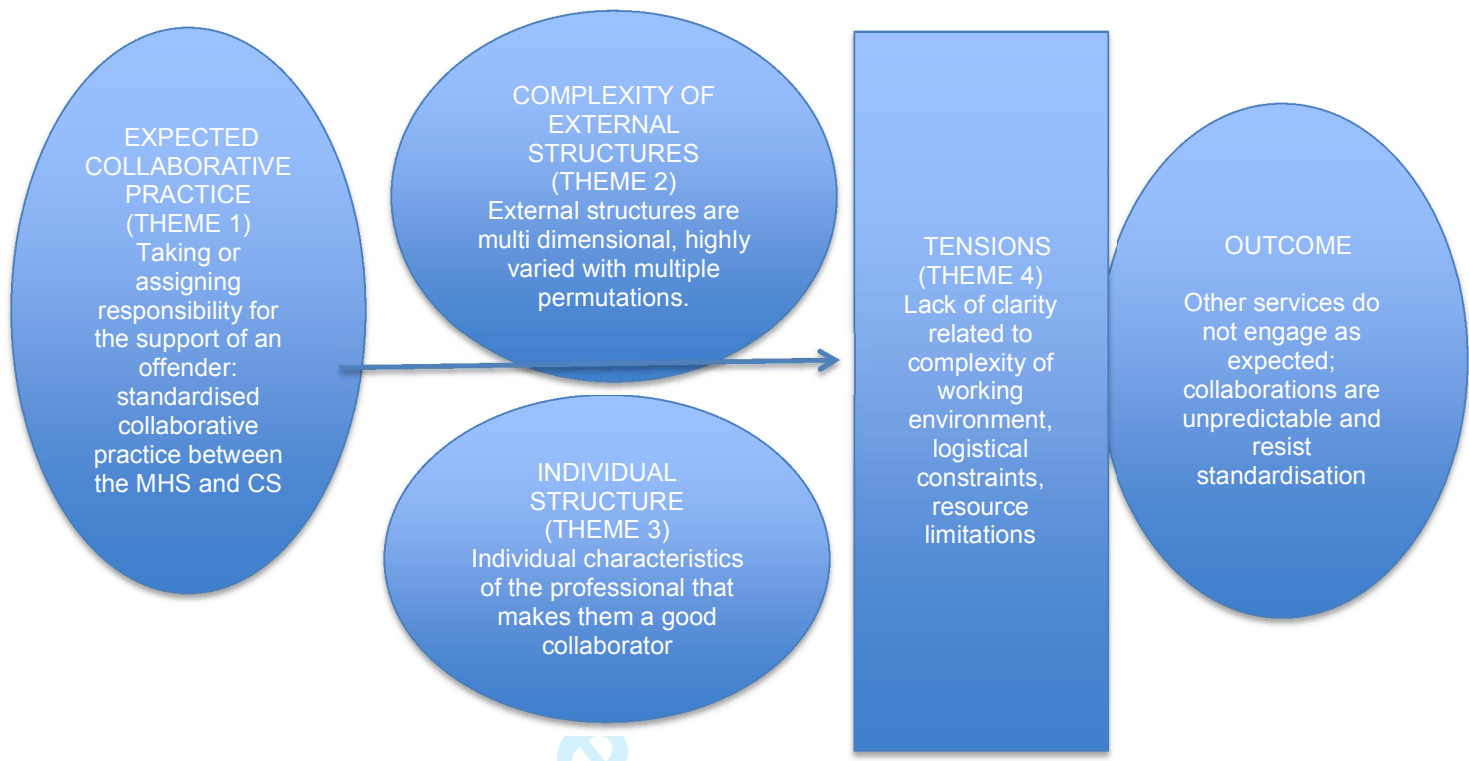 EXPECTED
COLLABORATIVE
PRACTICE
(THEME 1)
Taking or
assigning
responsibility for
the support of an
offender:
standardised
collaborative
practice between
the MHS and CS
COMPLEXITY OF
EXTERNAL
STRUCTURES
(THEME 2)
External structures are
multi dimensional, highly
varied with multiple
permutations.
INDIVIDUAL
STRUCTURE
(THEME 3)
Individual characteristics
of the professional that
makes them a good
collaborator
TENSIONS
(THEME 4)
Lack of clarity
related to
complexity of
working
environment,
logistical
constraints,
resource
limitations
OUTCOME
Other services do
not engage as
expected;
collaborations are
unpredictable and
resist
standardisation